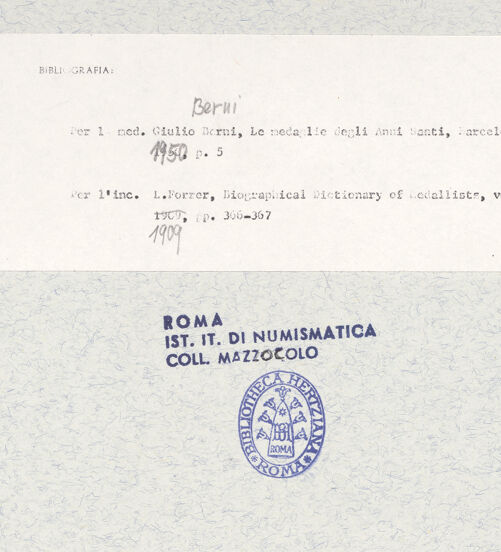 BIBLIOGRAFIA:
Berni
Per l med. Giulio Berni, Le medaglie degli Anni Santi, Barcel
1950, p. 5
Per l'inc. L.Forrer, Biographical Dictionary of Medallists, v
1909, pp. 366-367
1909
ROMA
IST. IT. DI NUMISMATICA
COLL. MAZZOCOLO
BIBLIOTHECA HERTZIANA
ROMA
* ROMA *